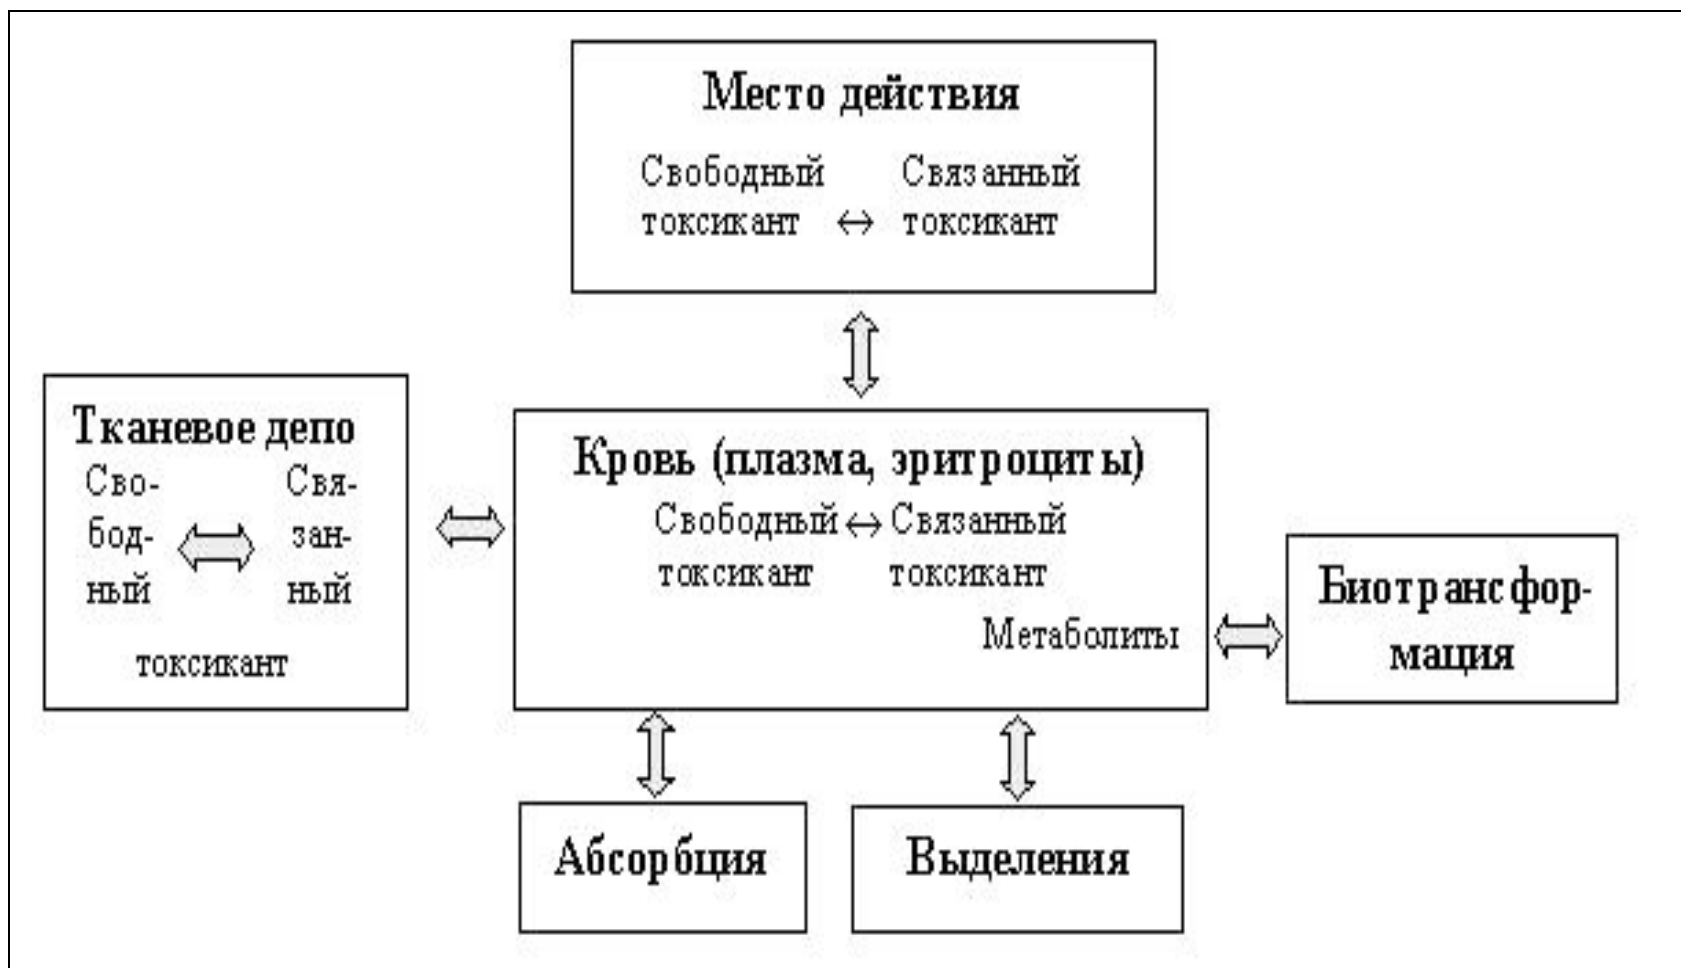 Место действия
Свободный Связанный
токсикант ↔ токсикант
Тканевое депо
Сво- Свя-
бод- зан-
ный ный
токсикант
Кровь (плазма, эритроциты)
Свободный ↔ Связанный
токсикант токсикант
Метаболиты
Биотрансфор-
мация
Абсорбция
Выделения